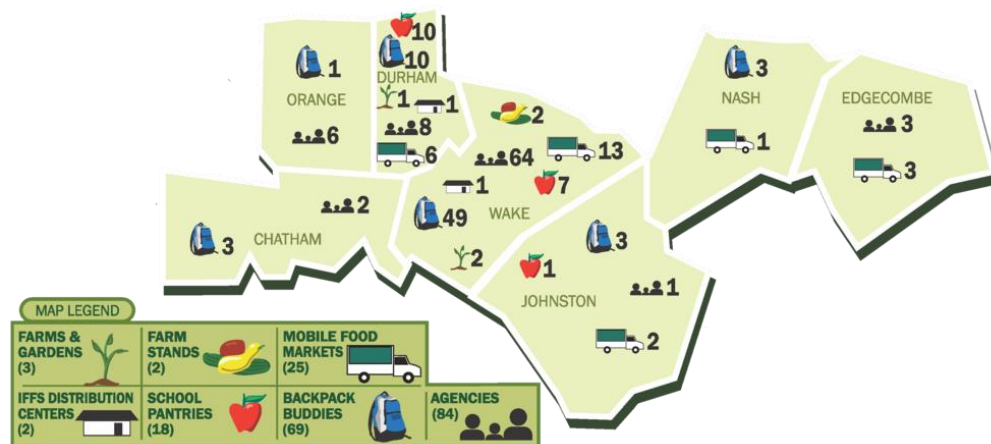 10
10
DURHAM
1
1
8
6
1
ORANGE
6
2
64
13
1
7
49
WAKE
2
3
NASH
1
EDGECOMBE
3
3
2
3
CHATHAM
3
1
1
JOHNSTON
2
MAP LEGEND
FARMS &
GARDENS
(3)
FARM
STANDS
(2)
MOBILE FOOD
MARKETS
(25)
IFFS DISTRIBUTION
CENTERS
(2)
SCHOOL
PANTRIES
(18)
BACKPACK
BUDDIES
(69)
AGENCIES
(84)